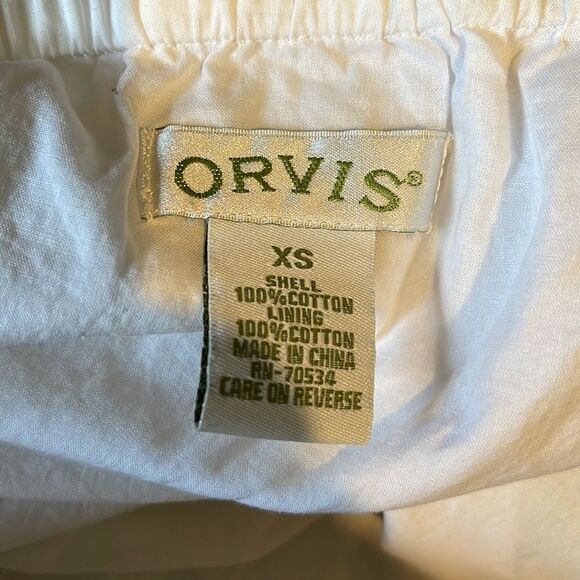 ORVIS®
XS
SHELL
100%COTTON
LINING
100%COTTON
MADE IN CHINA
RN-70534
CARE ON REVERSE